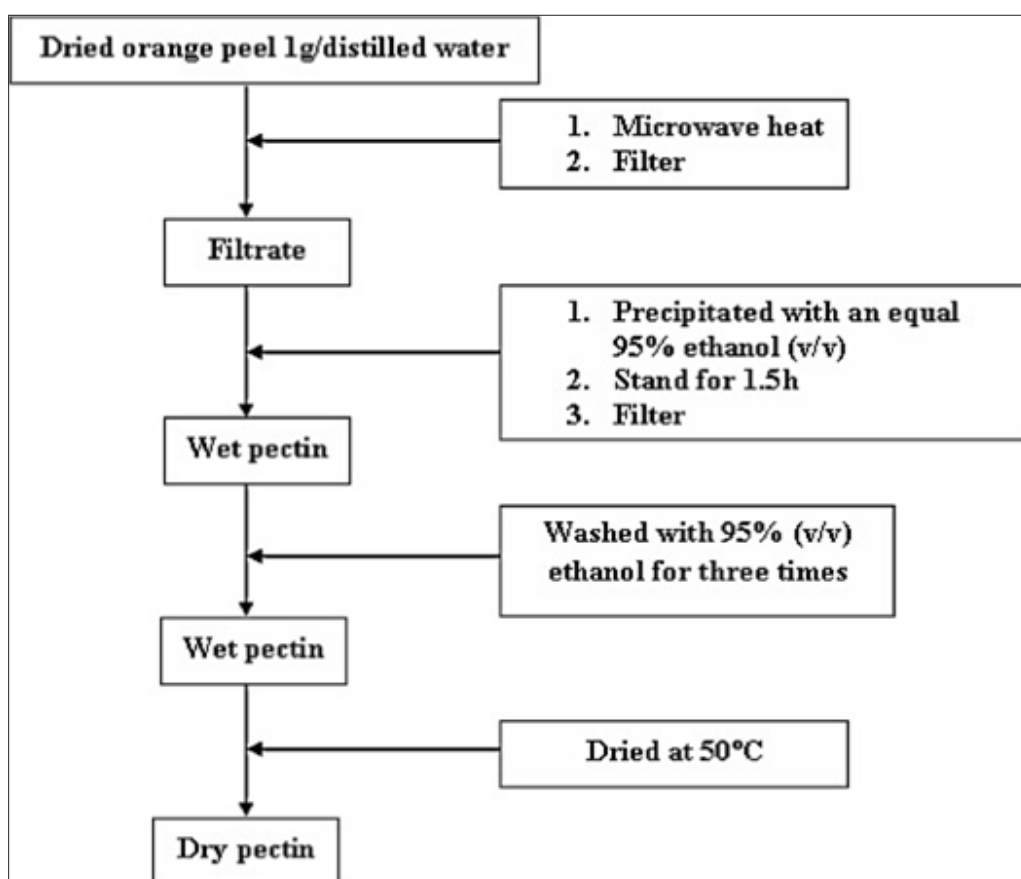 Dried orange peel 1g/distilled water
1. Microwave heat
2. Filter
Filtrate
1. Precipitated with an equal
95% ethanol (v/v)
2. Stand for 1.5h
3. Filter
Wet pectin
Washed with 95% (v/v)
ethanol for three times
Wet pectin
Dried at 50°C
Dry pectin